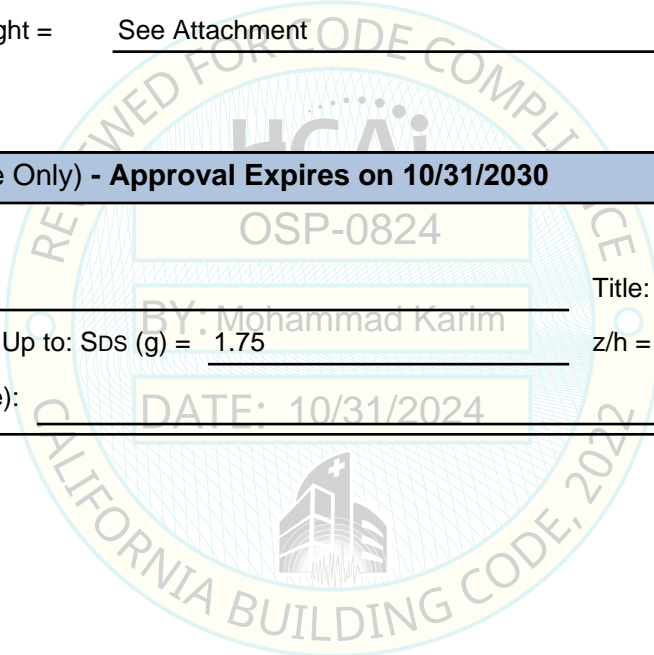 ght = See Attachment
REVIEWED FOR CODE COMPLIANCE
HCAi
e Only) - Approval Expires on 10/31/2030
OSP-0824
Title:
BY: Mohammad Karim
Up to: SDS (g) = 1.75 z/h =
e):
DATE: 10/31/2024
CALIFORNIA BUILDING CODE, 2022